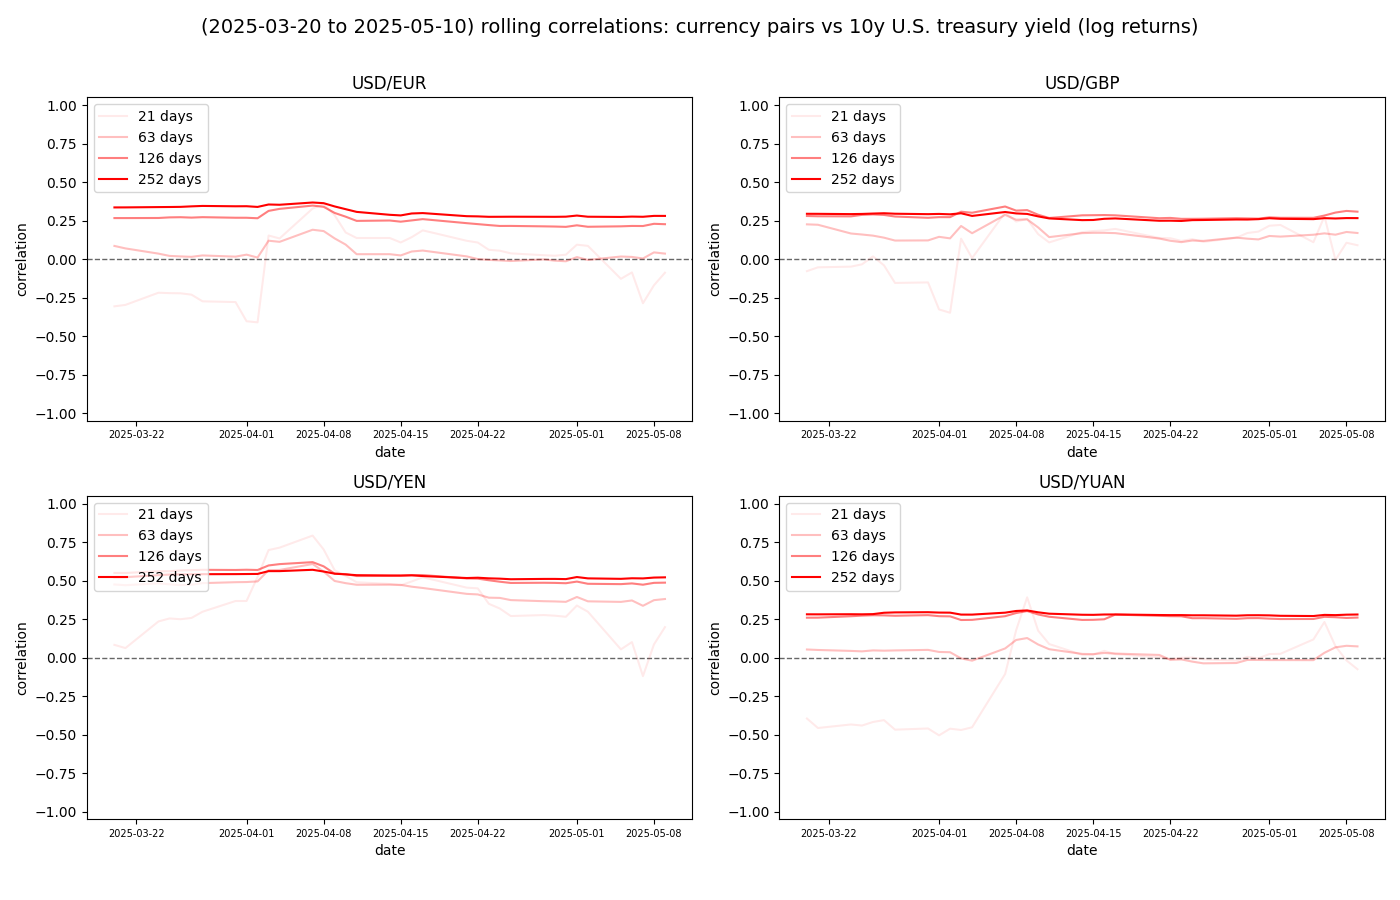 (2025-03-20 to 2025-05-10) rolling correlations: currency pairs vs 10y U.S. treasury yield (log returns)
USD/EUR
1.00
0.75
0.50
0.25
0.00
−0.25
−0.50
−0.75
−1.00
correlation
21 days
63 days
126 days
252 days
2025-03-22
2025-04-01
2025-04-08
2025-04-15
2025-04-22
2025-05-01
2025-05-08
date
USD/GBP
1.00
0.75
0.50
0.25
0.00
−0.25
−0.50
−0.75
−1.00
correlation
21 days
63 days
126 days
252 days
2025-03-22
2025-04-01
2025-04-08
2025-04-15
2025-04-22
2025-05-01
2025-05-08
date
USD/YEN
1.00
0.75
0.50
0.25
0.00
−0.25
−0.50
−0.75
−1.00
correlation
21 days
63 days
126 days
252 days
2025-03-22
2025-04-01
2025-04-08
2025-04-15
2025-04-22
2025-05-01
2025-05-08
date
USD/YUAN
1.00
0.75
0.50
0.25
0.00
−0.25
−0.50
−0.75
−1.00
correlation
21 days
63 days
126 days
252 days
2025-03-22
2025-04-01
2025-04-08
2025-04-15
2025-04-22
2025-05-01
2025-05-08
date